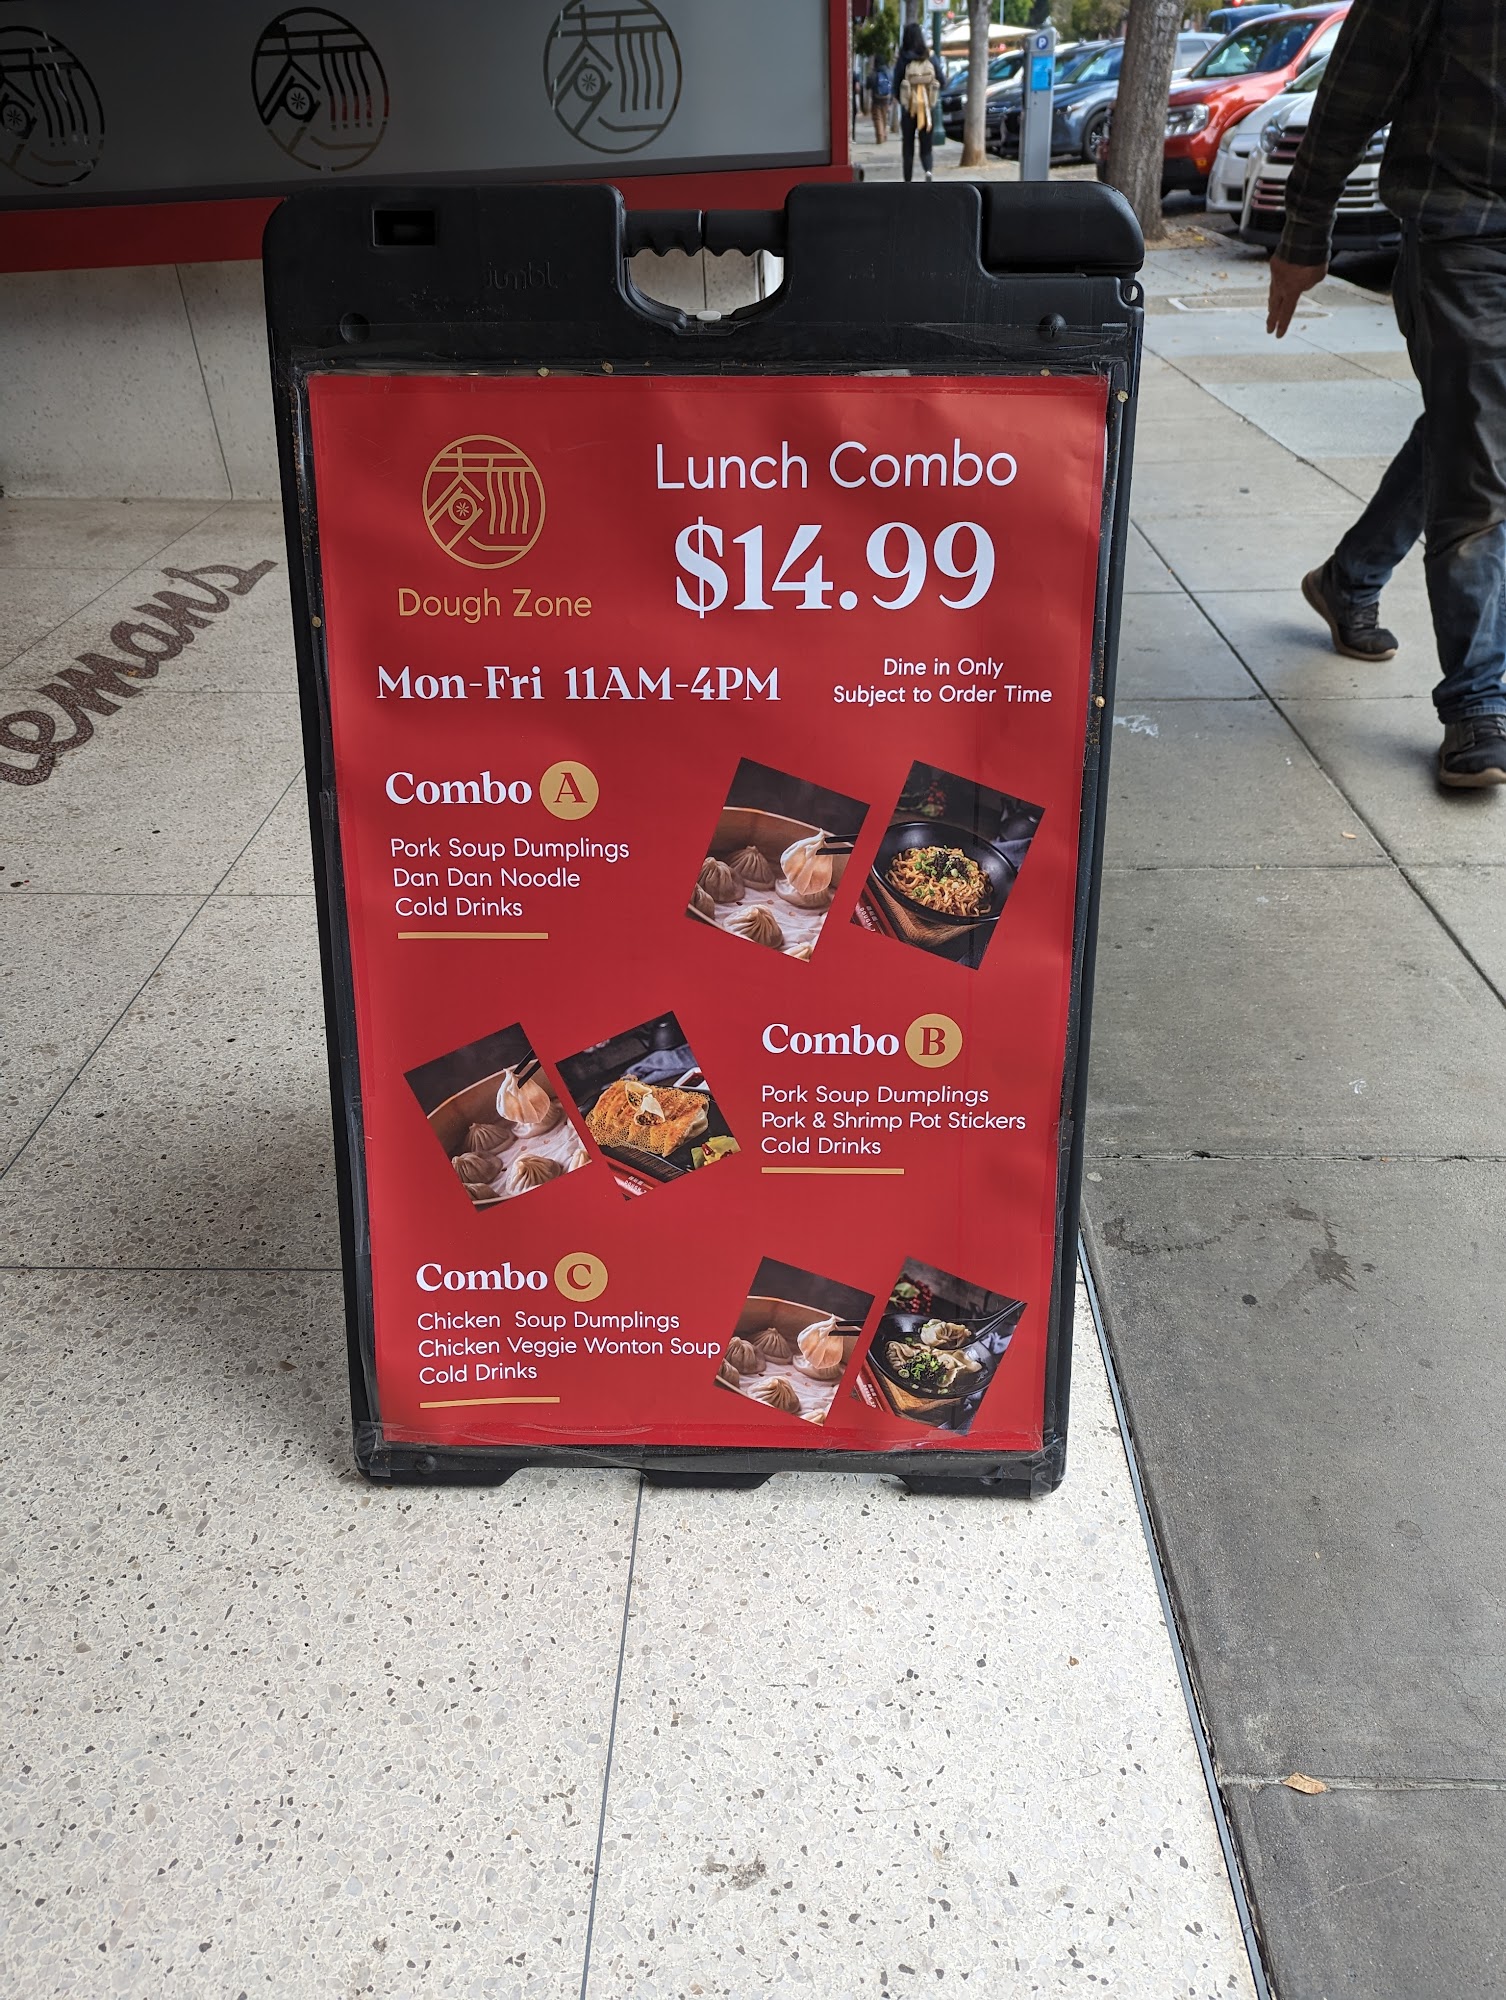 Dough Zone
Lunch Combo
$14.99
Mon-Fri 11AM-4PM
Dine in Only
Subject to Order Time
Combo A
Pork Soup Dumplings
Dan Dan Noodle
Cold Drinks
Combo B
Pork & Shrimp Pot Stickers
Pork Soup Dumplings
Cold Drinks
Combo C
Chicken Soup Dumplings
Chicken Veggie Wonton Soup
Cold Drinks
P